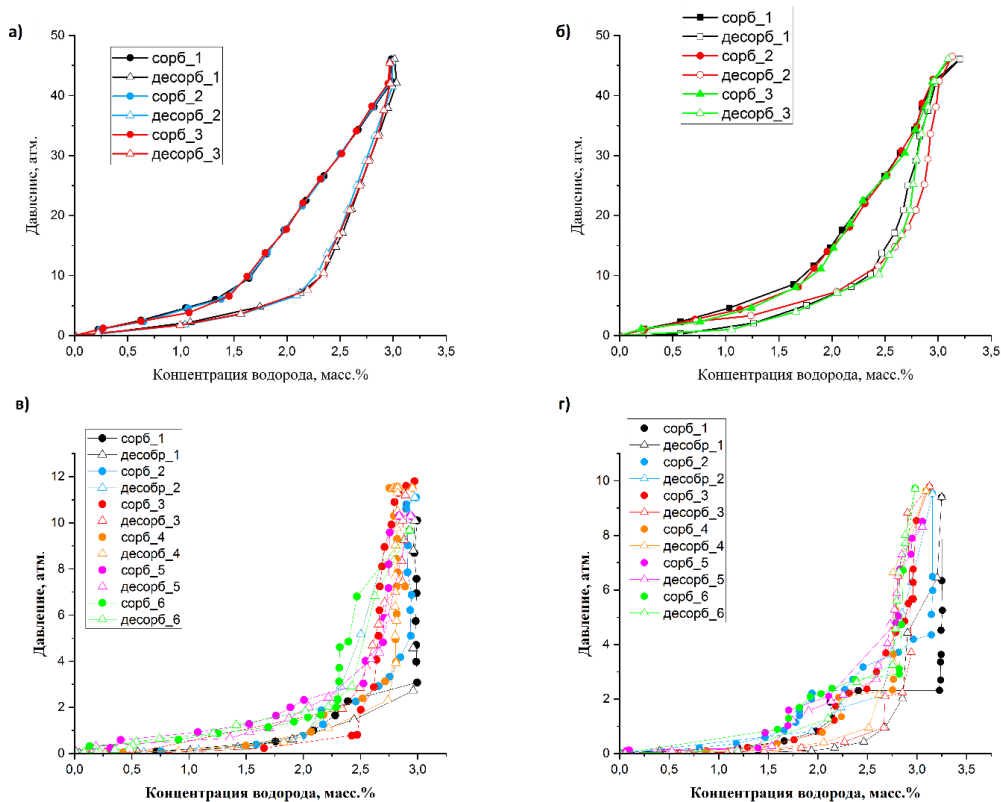 а)
сорб_1
десорб_1
сорб_2
десорб_2
сорб_3
десорб_3
Давление, атм.
50
40
30
20
10
0
0,0 0,5 1,0 1,5 2,0 2,5 3,0 3,5
Концентрация водорода, масс.%
б)
сорб_1
десорб_1
сорб_2
десорб_2
сорб_3
десорб_3
Давление, атм.
50
40
30
20
10
0
0,0 0,5 1,0 1,5 2,0 2,5 3,0 3,5
Концентрация водорода, масс.%
в)
сорб_1
десобр_1
сорб_2
десобр_2
сорб_3
десорб_3
сорб_4
десорб_4
сорб_5
десорб_5
сорб_6
десорб_6
Давление, атм.
12
10
8
6
4
2
0
0,0 0,5 1,0 1,5 2,0 2,5 3,0
Концентрация водорода, масс.%
г)
сорб_1
десобр_1
сорб_2
десобр_2
сорб_3
десорб_3
сорб_4
десорб_4
сорб_5
десорб_5
сорб_6
десорб_6
Давление, атм.
10
8
6
4
2
0
0,0 0,5 1,0 1,5 2,0 2,5 3,0 3,5
Концентрация водорода, масс.%